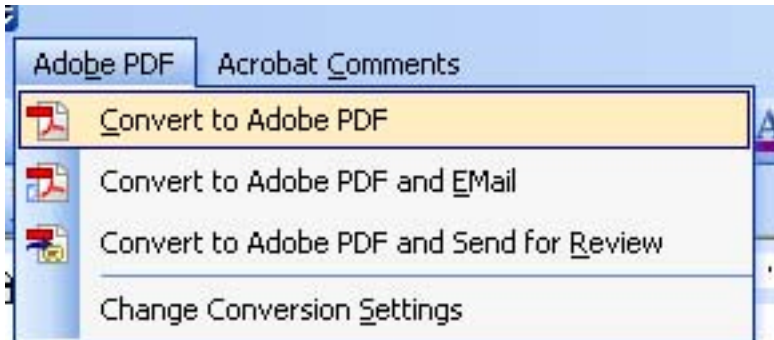 Adobe PDF Acrobat Comments
Convert to Adobe PDF
Convert to Adobe PDF and EMail
Convert to Adobe PDF and Send for Review
Change Conversion Settings